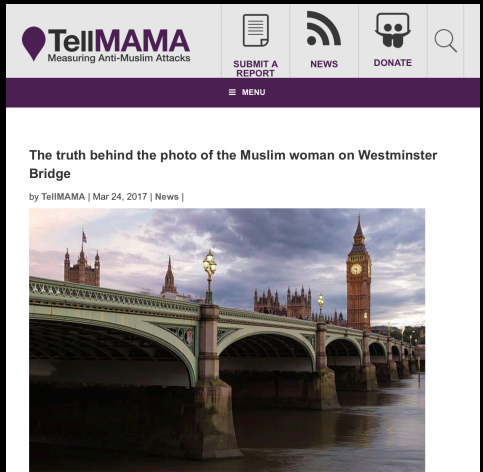 TellMAMA
Measuring Anti-Muslim Attacks
SUBMIT A
REPORT
NEWS
DONATE
≡ MENU
The truth behind the photo of the Muslim woman on Westminster
Bridge
by TellMAMA | Mar 24, 2017 | News |